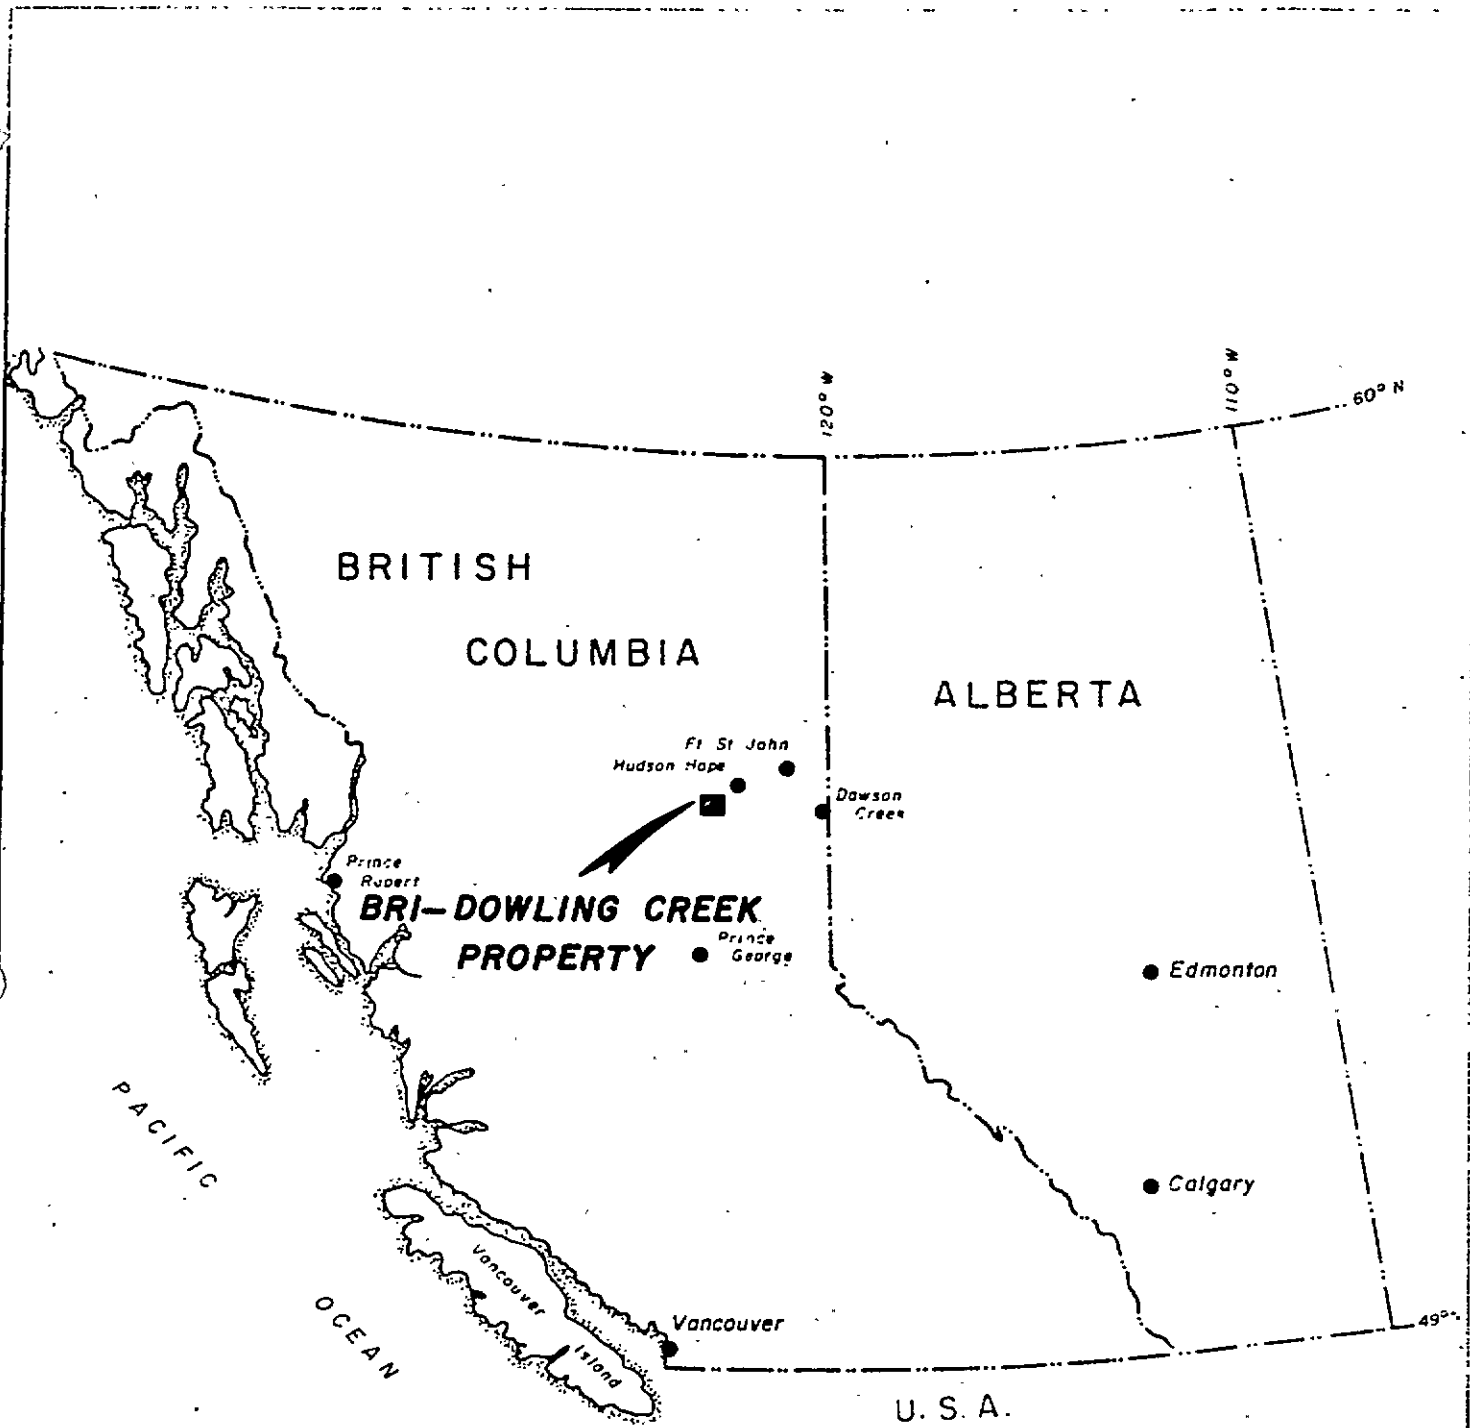 120° W
110° W
60° N
BRITISH
COLUMBIA
ALBERTA
Ft St John
Hudson Hope
Dawson
Creek
Prince
Rupert
BRI-DOWLING CREEK
PROPERTY
Prince
George
Edmonton
PACIFIC
OCEAN
Calgary
Vancouver
Island
Vancouver
49°
U.S.A.